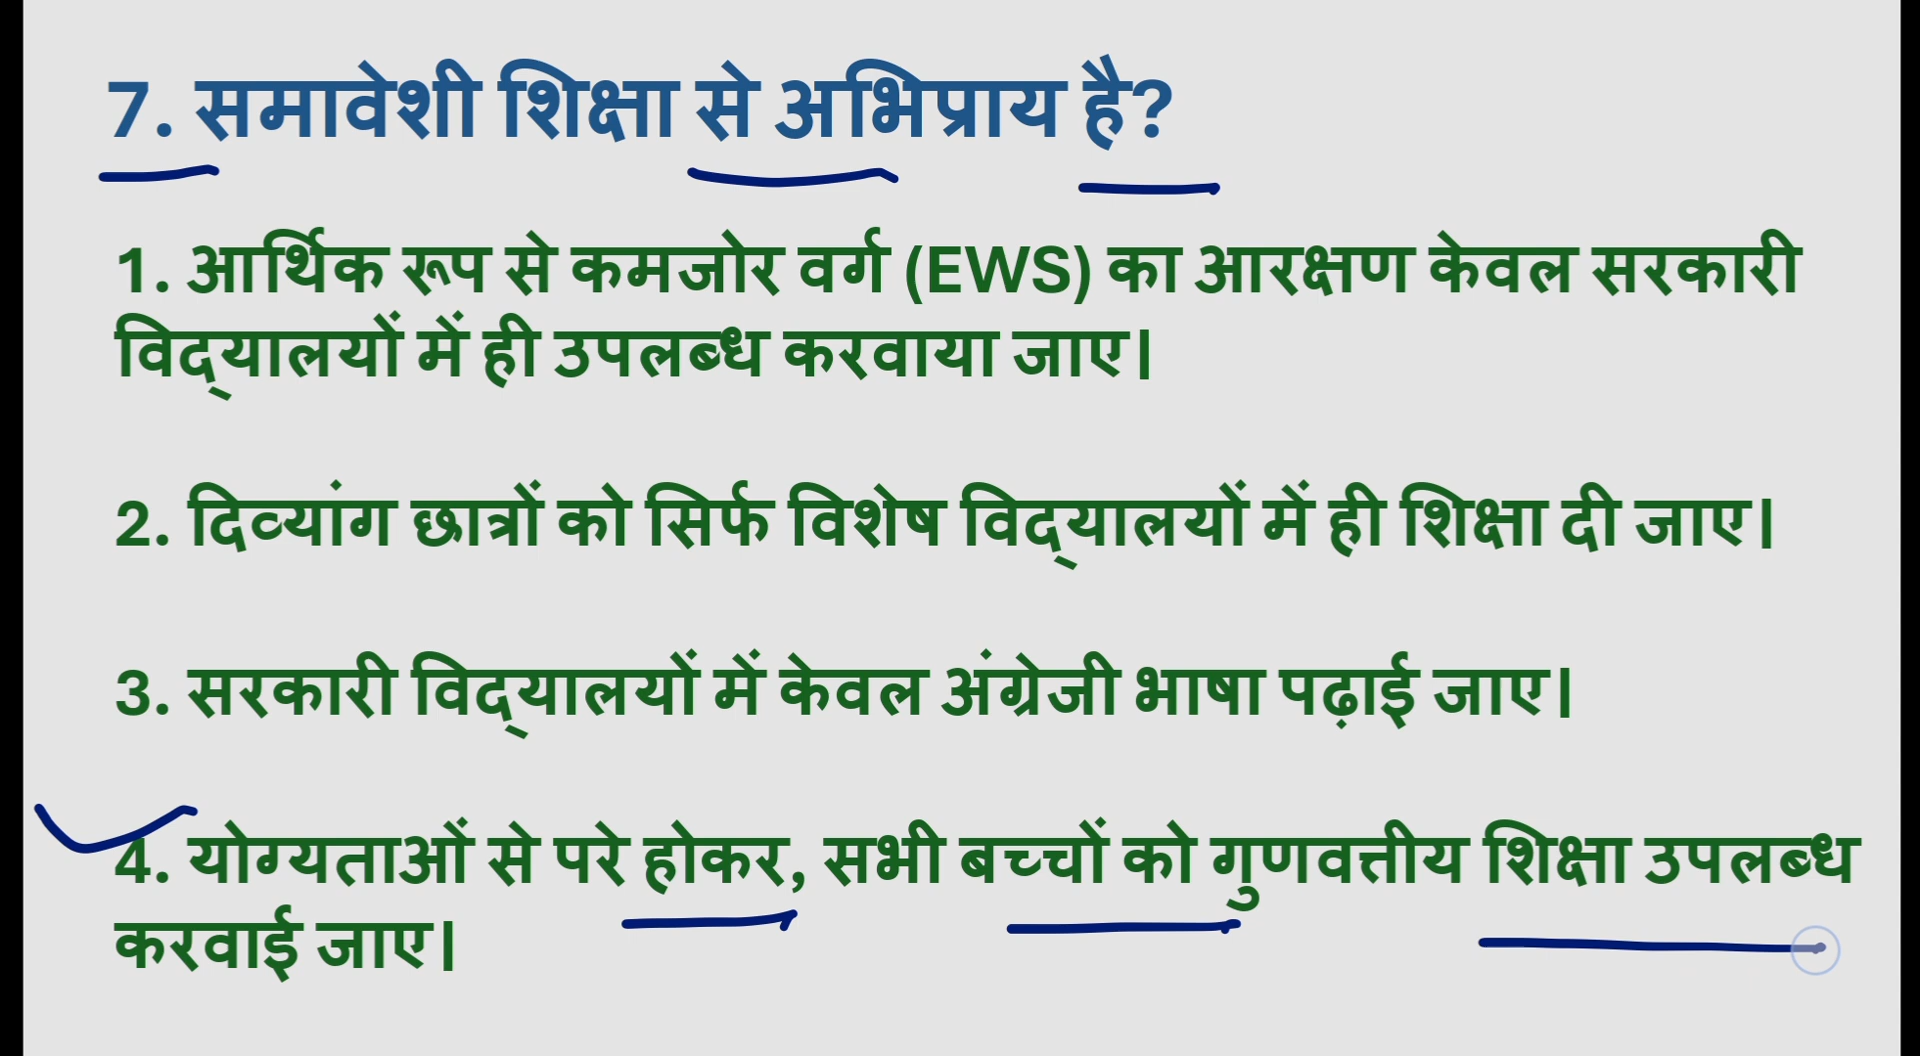 7. समावेशी शिक्षा से अभिप्राय है?
1. आर्थिक रूप से कमजोर वर्ग (EWS) का आरक्षण केवल सरकारी
विद्यालयों में ही उपलब्ध करवाया जाए।
2. दिव्यांग छात्रों को सिर्फ विशेष विद्यालयों में ही शिक्षा दी जाए।
3. सरकारी विद्यालयों में केवल अंग्रेजी भाषा पढ़ाई जाए।
4. योग्यताओं से परे होकर, सभी बच्चों को गुणवत्तीय शिक्षा उपलब्ध
करवाई जाए।